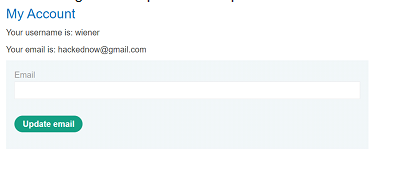 My Account
Your username is: wiener
Your email is: hackednow@gmail.com
Email
Update email